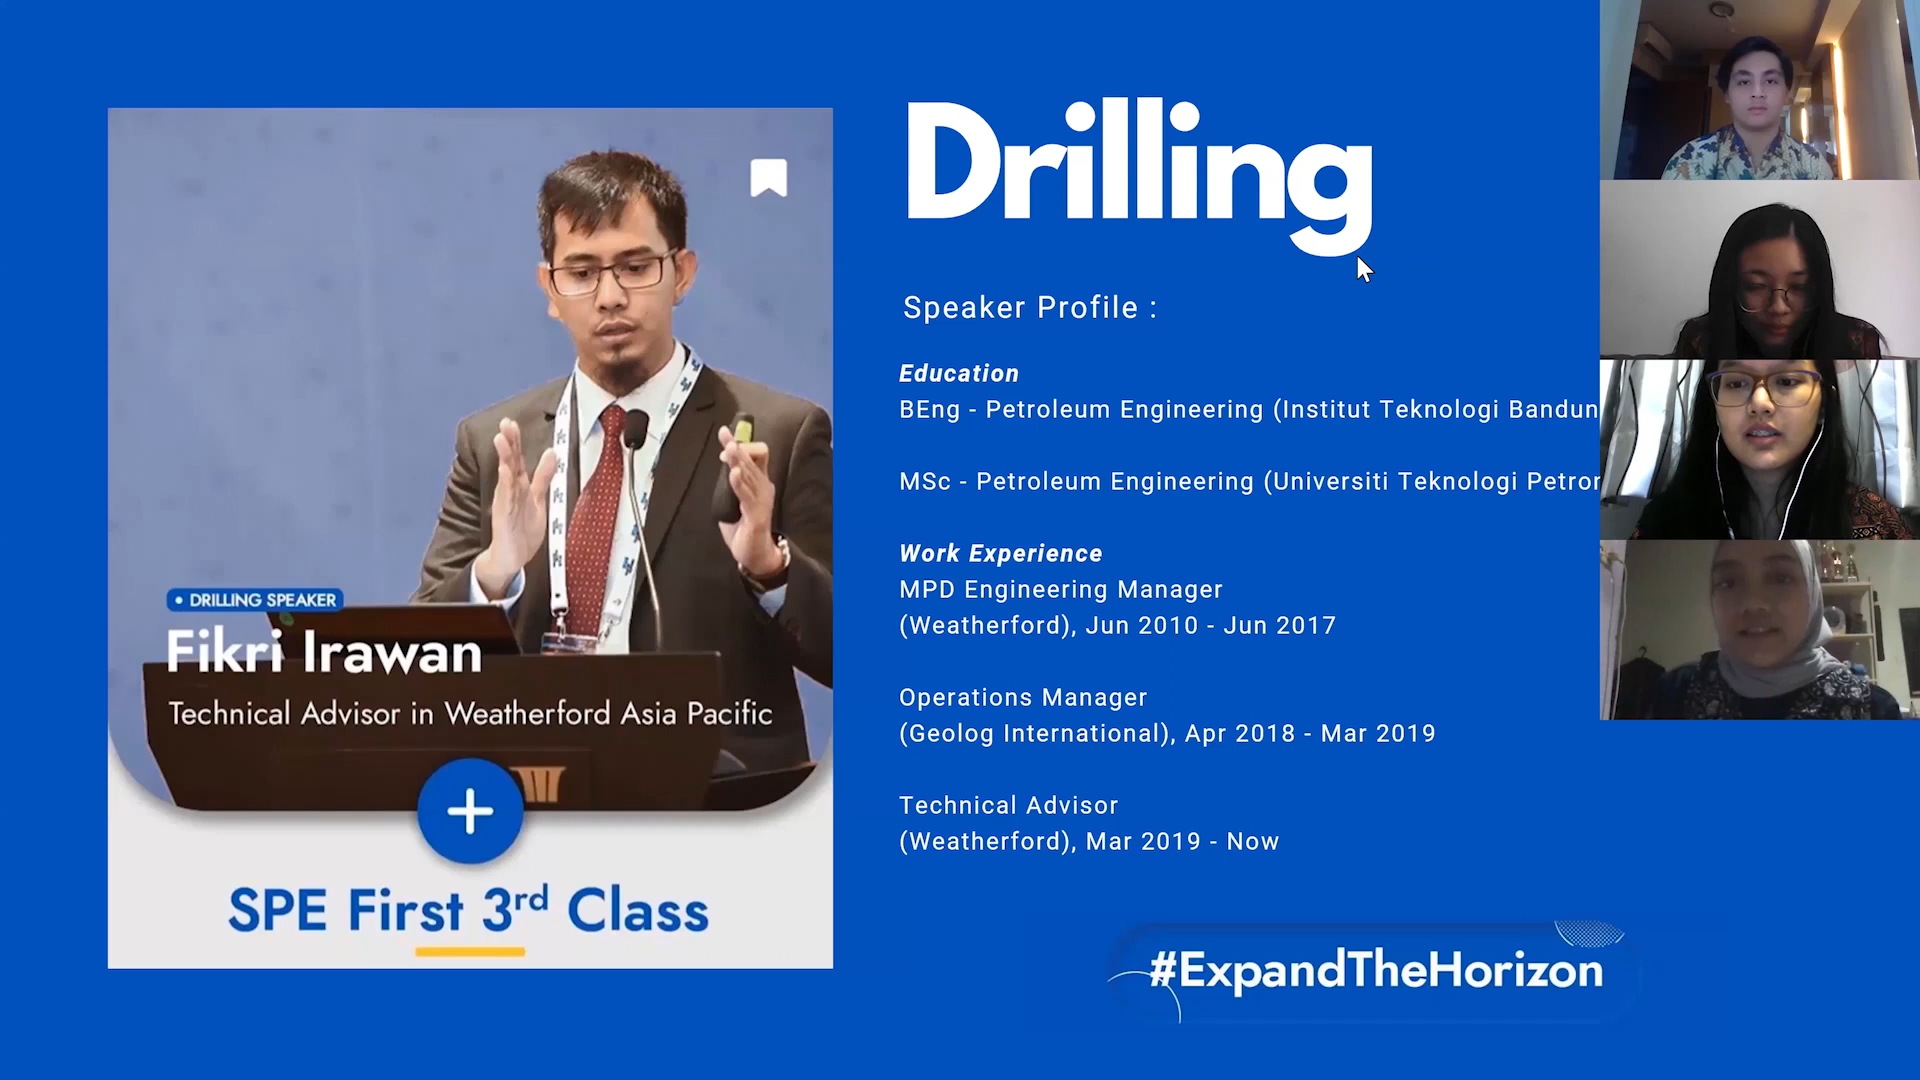 Drilling
Speaker Profile :
Education
BEng - Petroleum Engineering (Institut Teknologi Bandun
MSc - Petroleum Engineering (Universiti Teknologi Petro
Work Experience
MPD Engineering Manager
(Weatherford), Jun 2010 - Jun 2017
Operations Manager
(Geolog International), Apr 2018 - Mar 2019
Technical Advisor
(Weatherford), Mar 2019 - Now
#ExpandTheHorizon
• DRILLING SPEAKER
Fikri Irawan
Technical Advisor in Weatherford Asia Pacific
SPE First 3rd Class